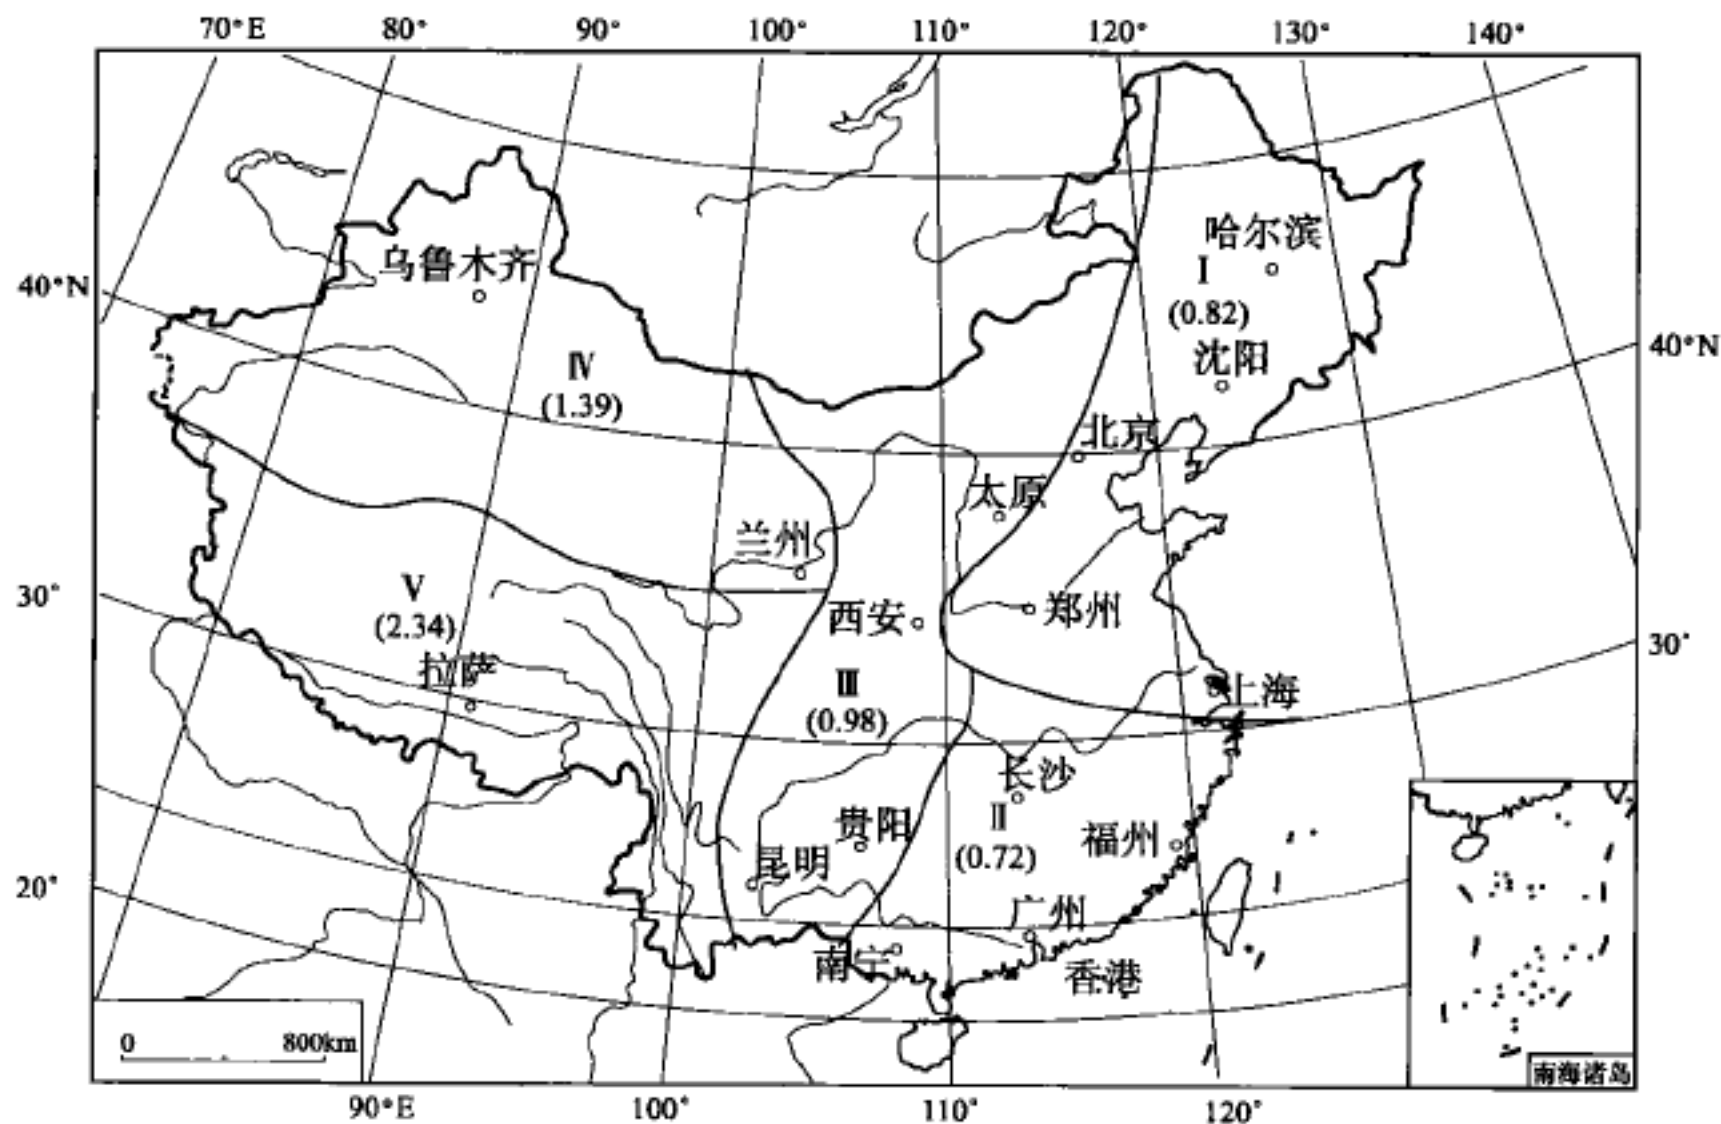 70°E 80° 90° 100° 110° 120° 130° 140°
哈尔滨
乌鲁木齐
Ⅰ
40°N
(0.82)
40°N
沈阳
Ⅳ
(1.39)
北京
太原
兰州
Ⅴ
30°
(2.34)
西安
郑州
30°
拉萨
Ⅲ
上海
(0.98)
长沙
贵阳
Ⅱ
福州
昆明
(0.72)
20°
广州
南宁
香港
0 800km
南海诸岛
90°E 100° 110° 120°